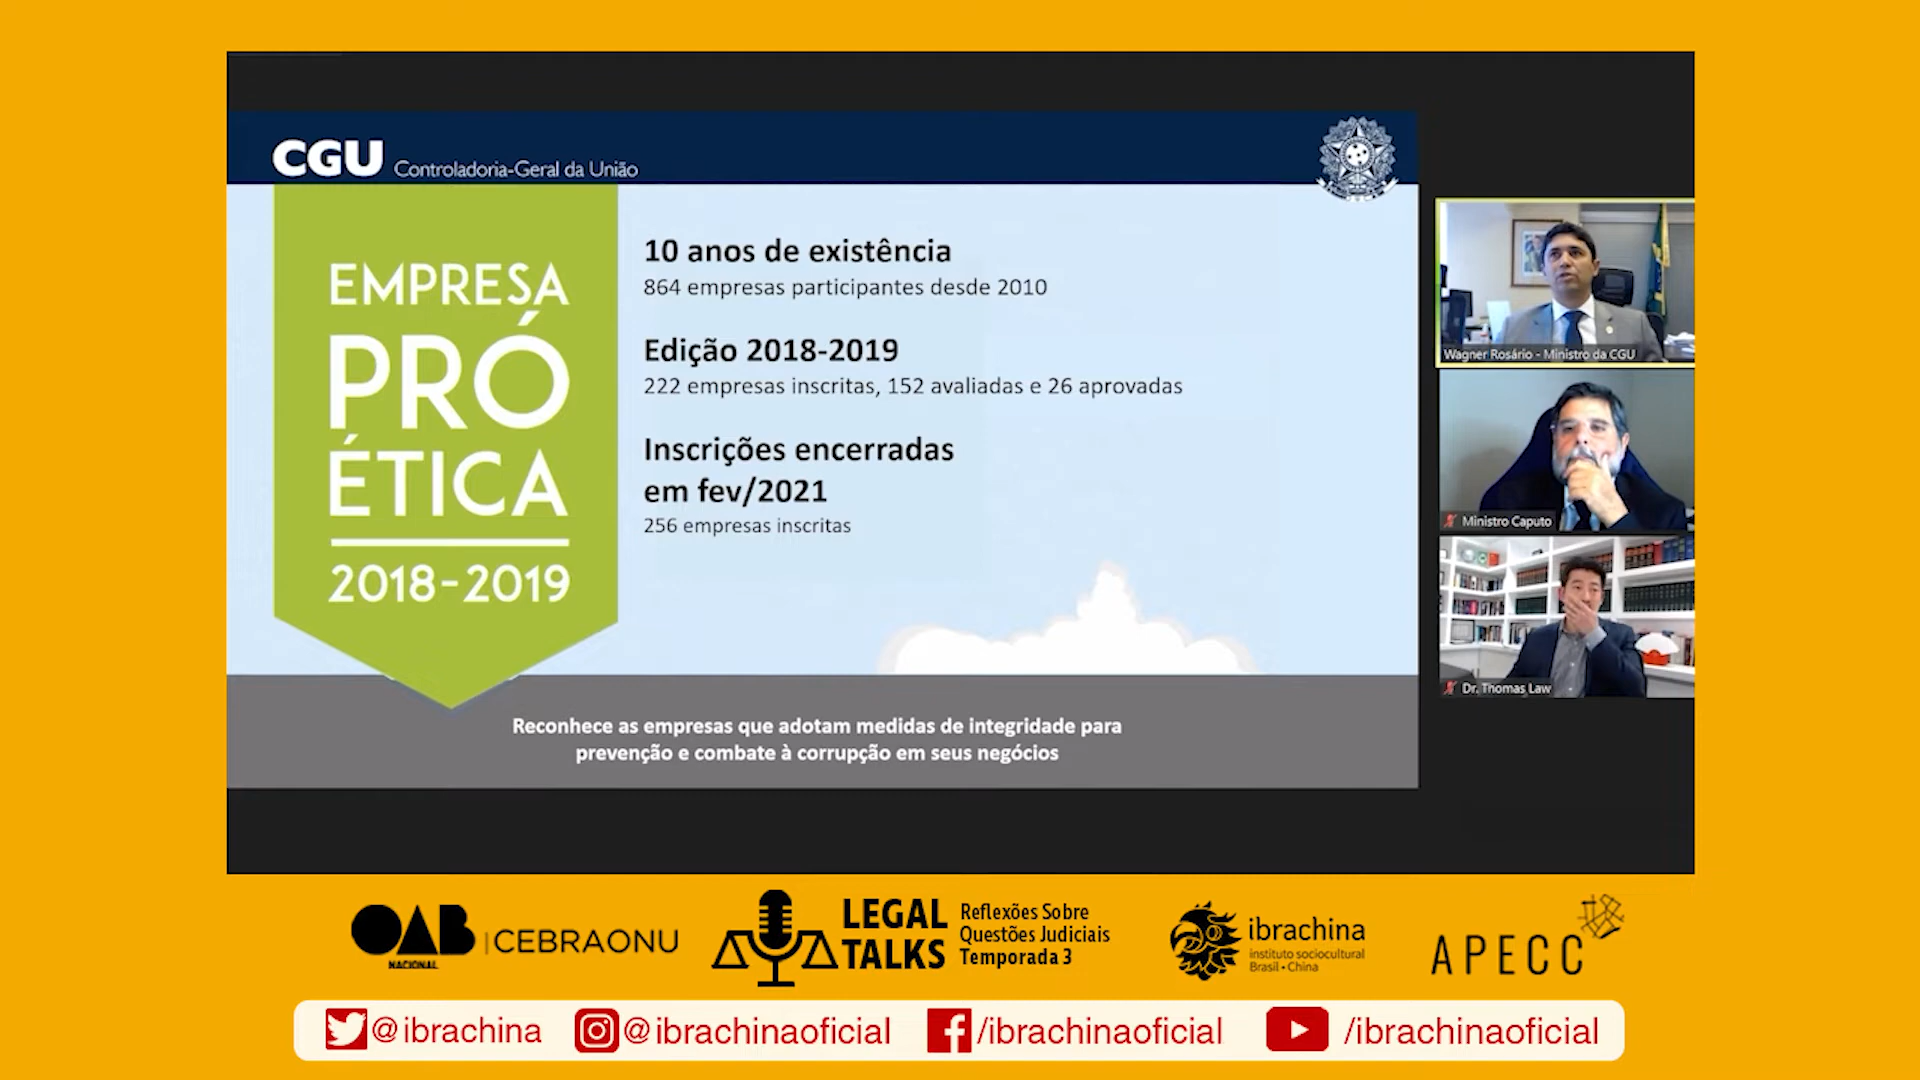 CGU Controladoria-Geral da União
EMPRESA
PRÓ
ÉTICA
2018-2019
10 anos de existência
864 empresas participantes desde 2010
Edição 2018-2019
222 empresas inscritas, 152 avaliadas e 26 aprovadas
Inscrições encerradas
em fev/2021
256 empresas inscritas
Reconhece as empresas que adotam medidas de integridade para
prevenção e combate à corrupção em seus negócios
Wagner Rosário - Ministro da CGU
Ministro Caputo
Dr. Thomas Law
OAB
NACIONAL
CEBRAONU
LEGAL
TALKS
Reflexões Sobre
Questões Judiciais
Temporada 3
ibrachina
instituto sociocultural
Brasil • China
APECC
@ibrachina
@ibrachinaoficial
/ibrachinaoficial
/ibrachinaoficial